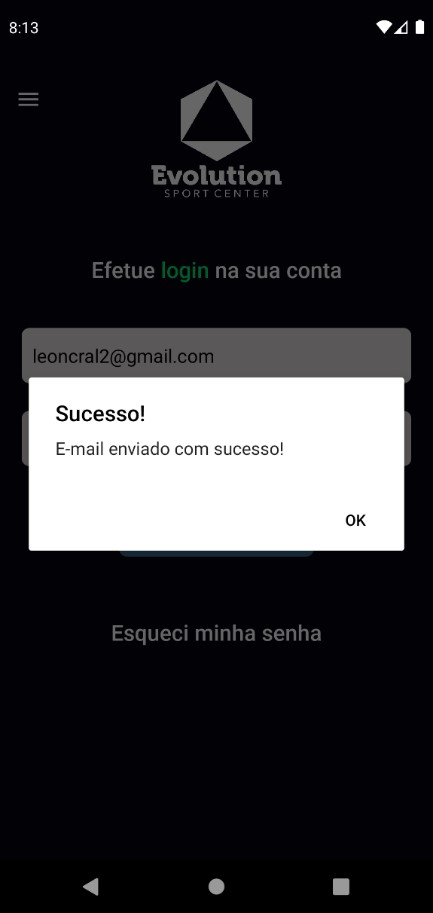 8:13
Evolution
SPORT CENTER
Efetue login na sua conta
leoncral2@gmail.com
Sucesso!
E-mail enviado com sucesso!
OK
Esqueci minha senha